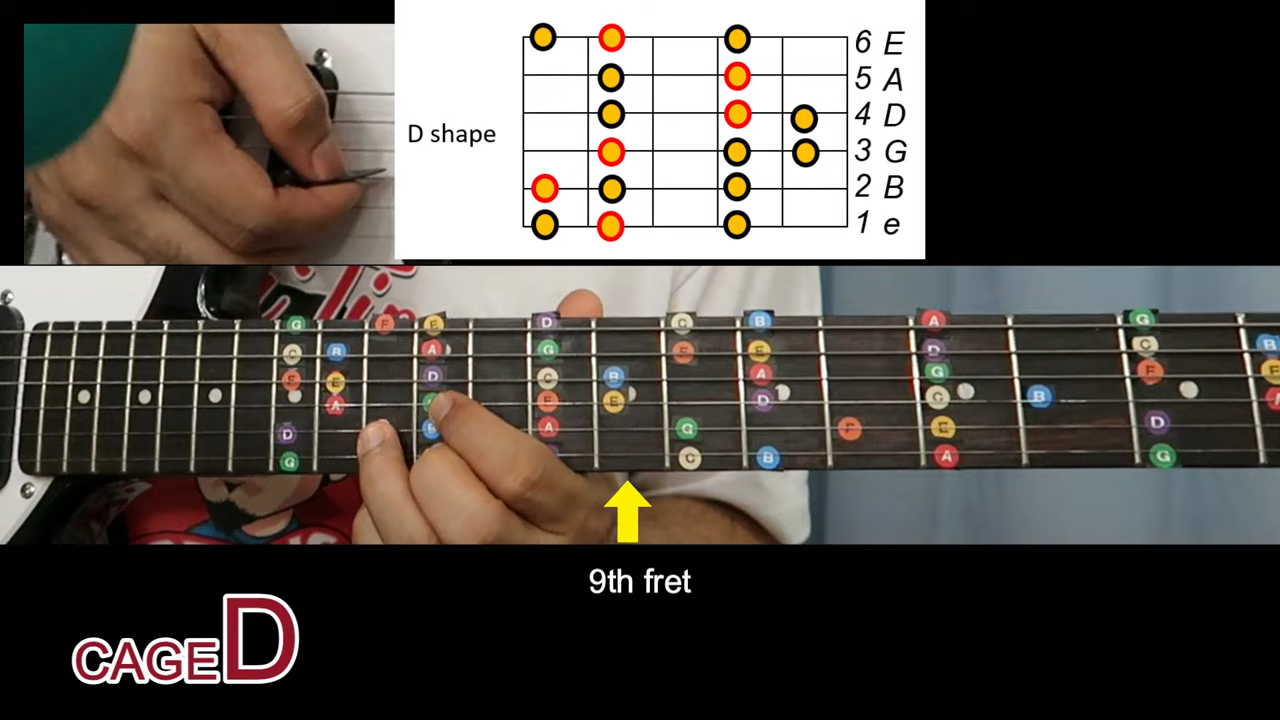 6 E
5 A
4 D
D shape
3 G
2 B
1 e
G F E D C B A G
C B A G F E D C B
F E D C B A G F E
A G F E D C B A
D B A G F E D
G C B A G
9th fret
CAGED